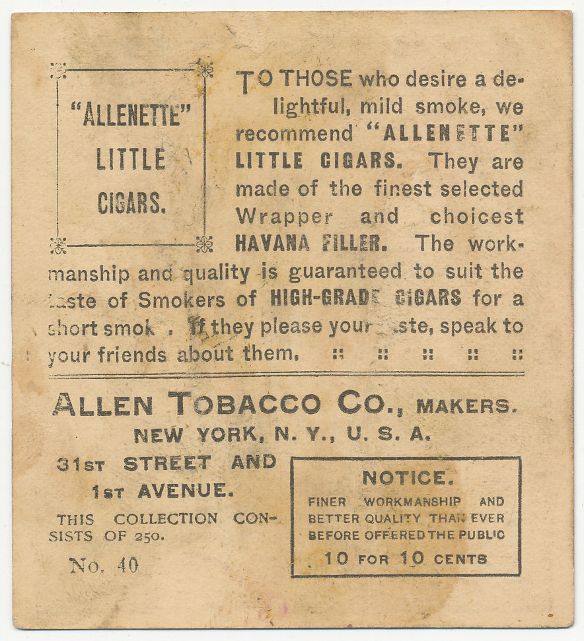 "ALLENETTE"
LITTLE
CIGARS.
TO THOSE who desire a de-
lightful, mild smoke, we
recommend "ALLENETTE"
LITTLE CIGARS. They are
made of the finest selected
Wrapper and choicest
HAVANA FILLER. The work-
manship and quality is guaranteed to suit the
taste of Smokers of HIGH-GRADE CIGARS for a
short smok. If they please your ste, speak to
your friends about them. :: :: :: :: ::
ALLEN TOBACCO CO., MAKERS.
NEW YORK, N. Y., U. S. A.
31ST STREET AND
1ST AVENUE.
THIS COLLECTION CON-
SISTS OF 250.
No. 40
NOTICE.
FINER WORKMANSHIP AND
BETTER QUALITY THAN EVER
BEFORE OFFERED THE PUBLIC
10 FOR 10 CENTS